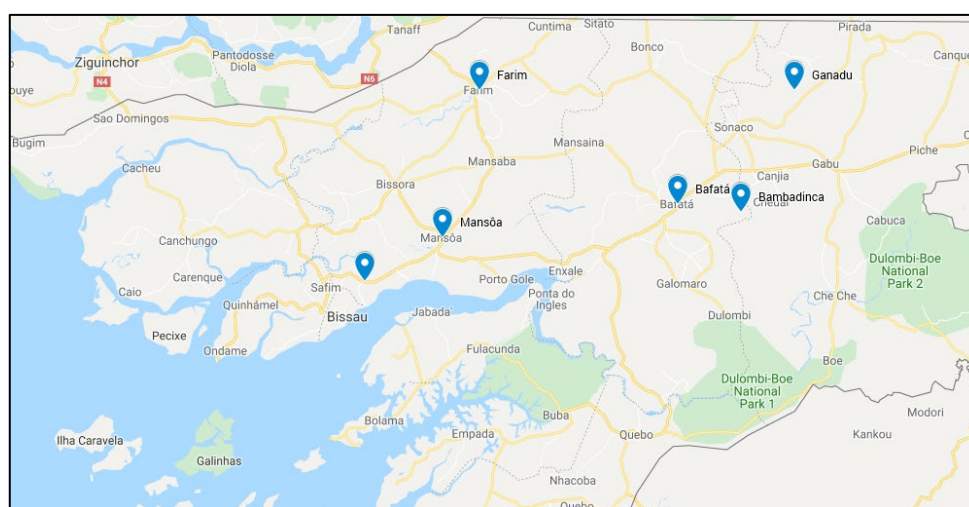 Tanaff
Cuntima
Sitato
Pirada
Ziguinchor
Pantodosse
Diola
N6
Bonco
Canque
N4
ouye
Farim
Farim
Ganadu
Sao Domingos
Bugim
Sonaco
Mansaba
Mansaina
Piche
Cacheu
Gabu
Canjia
Bissora
Bafatá
Bafatá
Bambadinca
Cheual
Mansôa
Mansôa
Cabuca
Canchungo
Dulombi-Boe
National
Park 2
Carenque
Porto Gole
Enxale
Caio
Safim
Galomaro
Quinhámel
Ponta do
Ingles
Che Che
Bissau
Jabada
Dulombi
Pecixe
Ondame
Fulacunda
Boe
Dulombi-Boe
National
Park 1
Bolama
Buba
Modori
Ilha Caravela
Empada
Quebo
Kankou
Galinhas
Nhacoba
Quebo